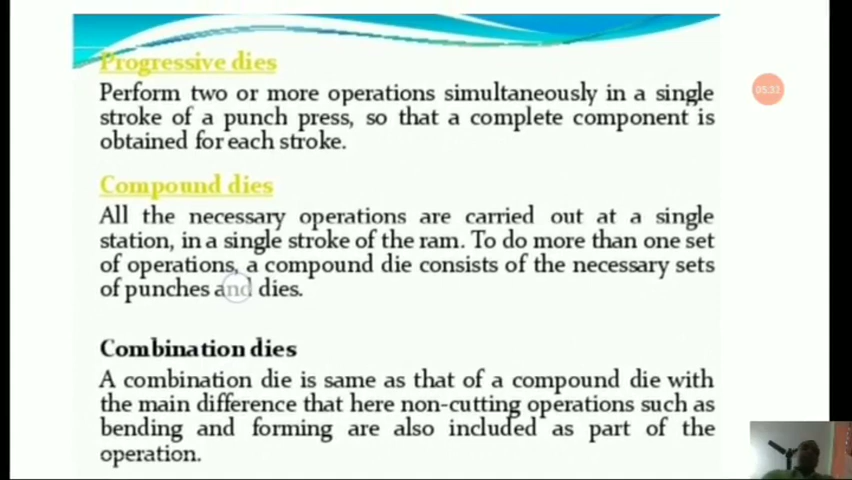 Progressive dies
Perform two or more operations simultaneously in a single
stroke of a punch press, so that a complete component is
obtained for each stroke.
Compound dies
All the necessary operations are carried out at a single
station, in a single stroke of the ram. To do more than one set
of operations, a compound die consists of the necessary sets
of punches and dies.
Combination dies
A combination die is same as that of a compound die with
the main difference that here non-cutting operations such as
bending and forming are also included as part of the
operation.